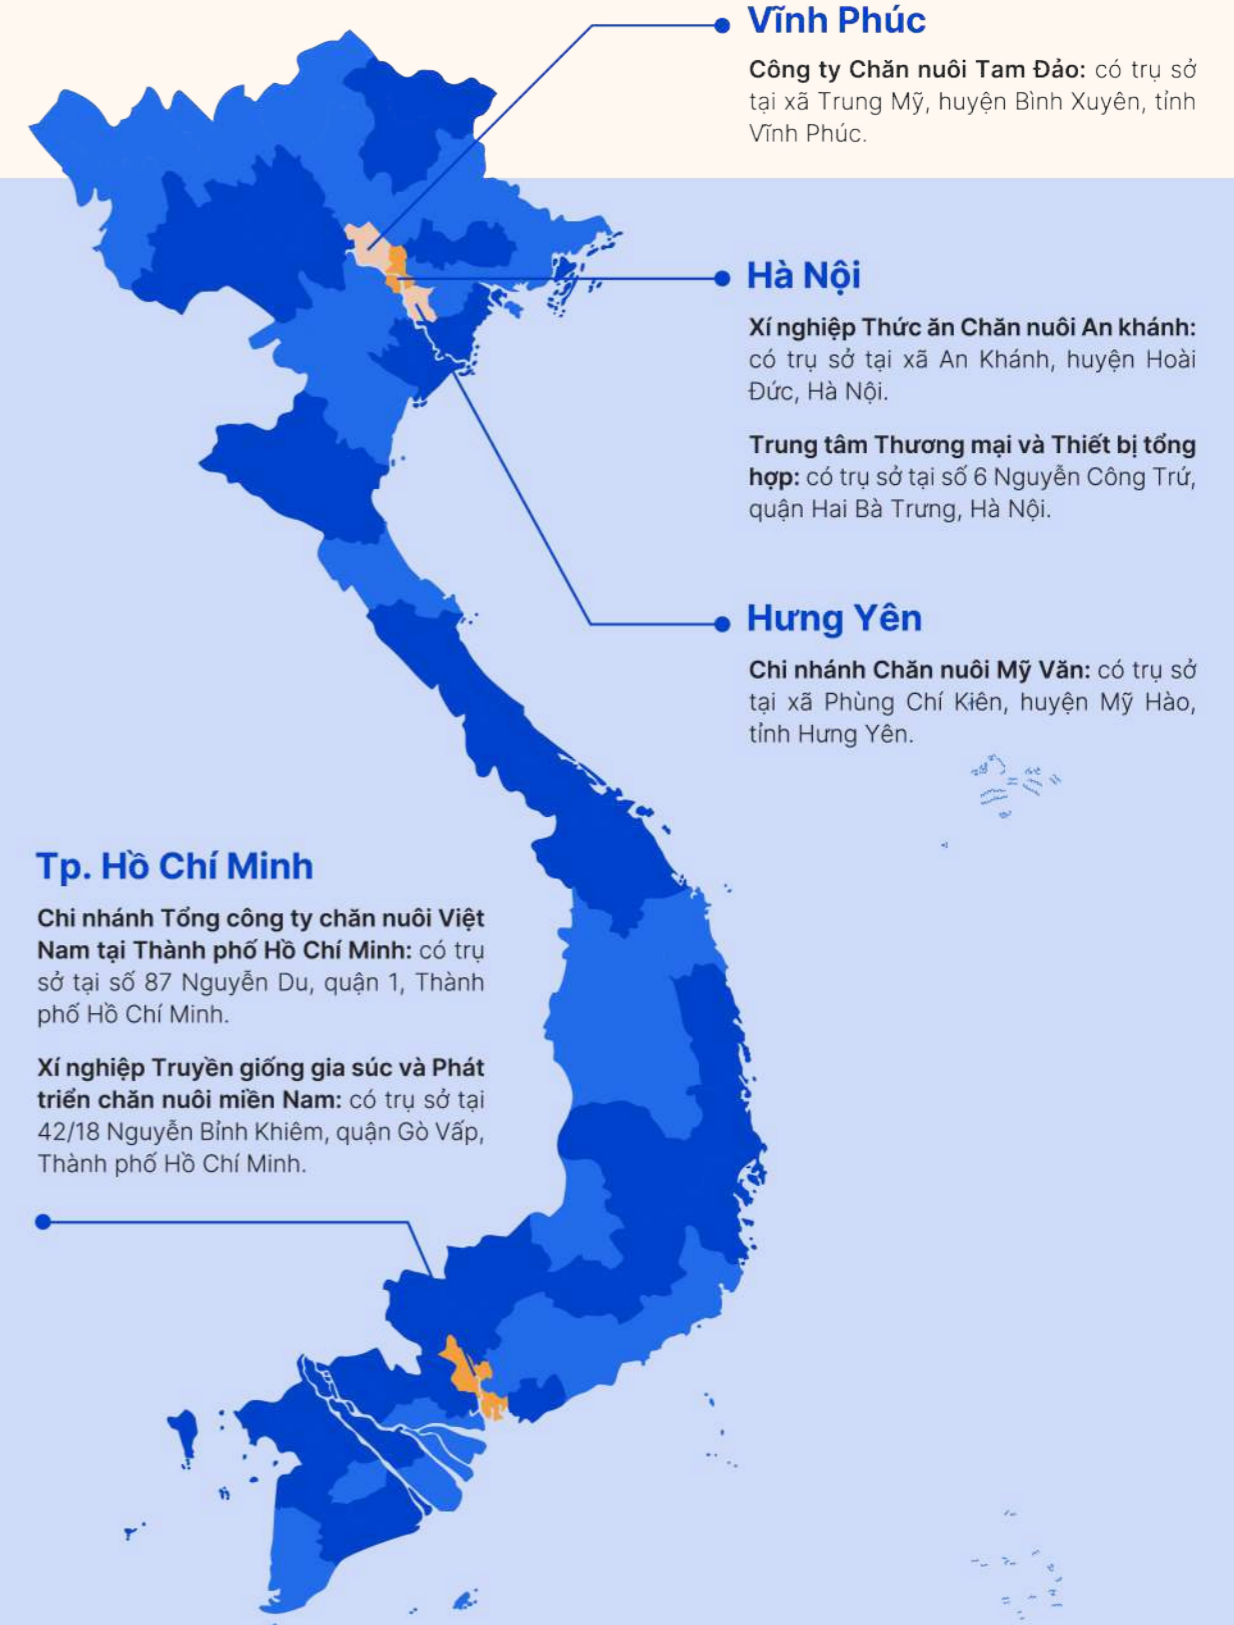 Vĩnh Phúc
Công ty Chăn nuôi Tam Đảo: có trụ sở
tại xã Trung Mỹ, huyện Bình Xuyên, tỉnh
Vĩnh Phúc.
Hà Nội
Xí nghiệp Thức ăn Chăn nuôi An khánh:
có trụ sở tại xã An Khánh, huyện Hoài
Đức, Hà Nội.
Trung tâm Thương mại và Thiết bị tổng
hợp: có trụ sở tại số 6 Nguyễn Công Trứ,
quận Hai Bà Trưng, Hà Nội.
Hưng Yên
Chi nhánh Chăn nuôi Mỹ Văn: có trụ sở
tại xã Phùng Chí Kiên, huyện Mỹ Hào,
tỉnh Hưng Yên.
Tp. Hồ Chí Minh
Chi nhánh Tổng công ty chăn nuôi Việt
Nam tại Thành phố Hồ Chí Minh: có trụ
sở tại số 87 Nguyễn Du, quận 1, Thành
phố Hồ Chí Minh.
Xí nghiệp Truyền giống gia súc và Phát
triển chăn nuôi miền Nam: có trụ sở tại
42/18 Nguyễn Bỉnh Khiêm, quận Gò Vấp,
Thành phố Hồ Chí Minh.